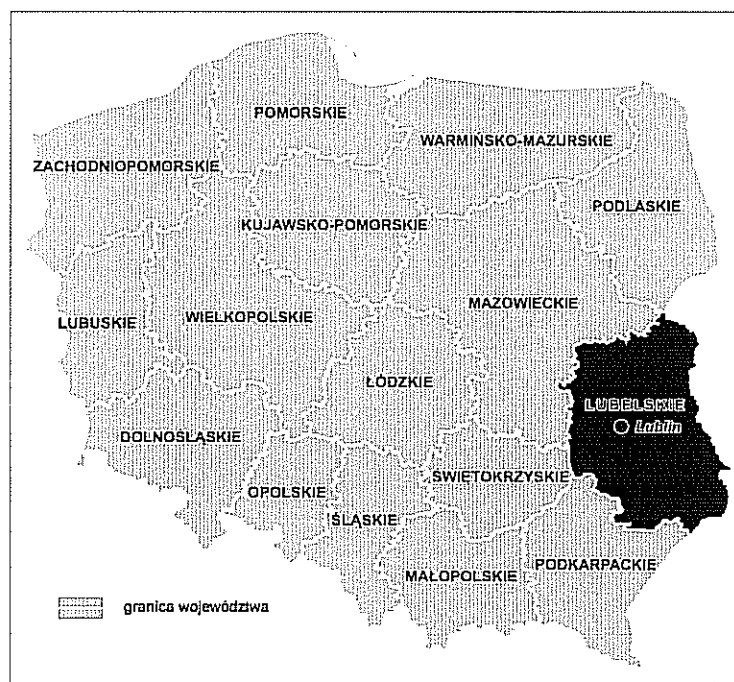 POMORSKIE
WARMIŃSKO-MAZURSKIE
ZACHODNIOPOMORSKIE
PODLASKIE
KUJAWSKO-POMORSKIE
MAZOWIECKIE
WIELKOPOLSKIE
LUBUSKIE
ŁÓDZKIE
LUBELSKIE
Lublin
DOLNOŚLĄSKIE
ŚWIĘTOKRZYSKIE
OPOLSKIE
ŚLĄSKIE
PODKARPACKIE
MAŁOPOLSKIE
granica województwa